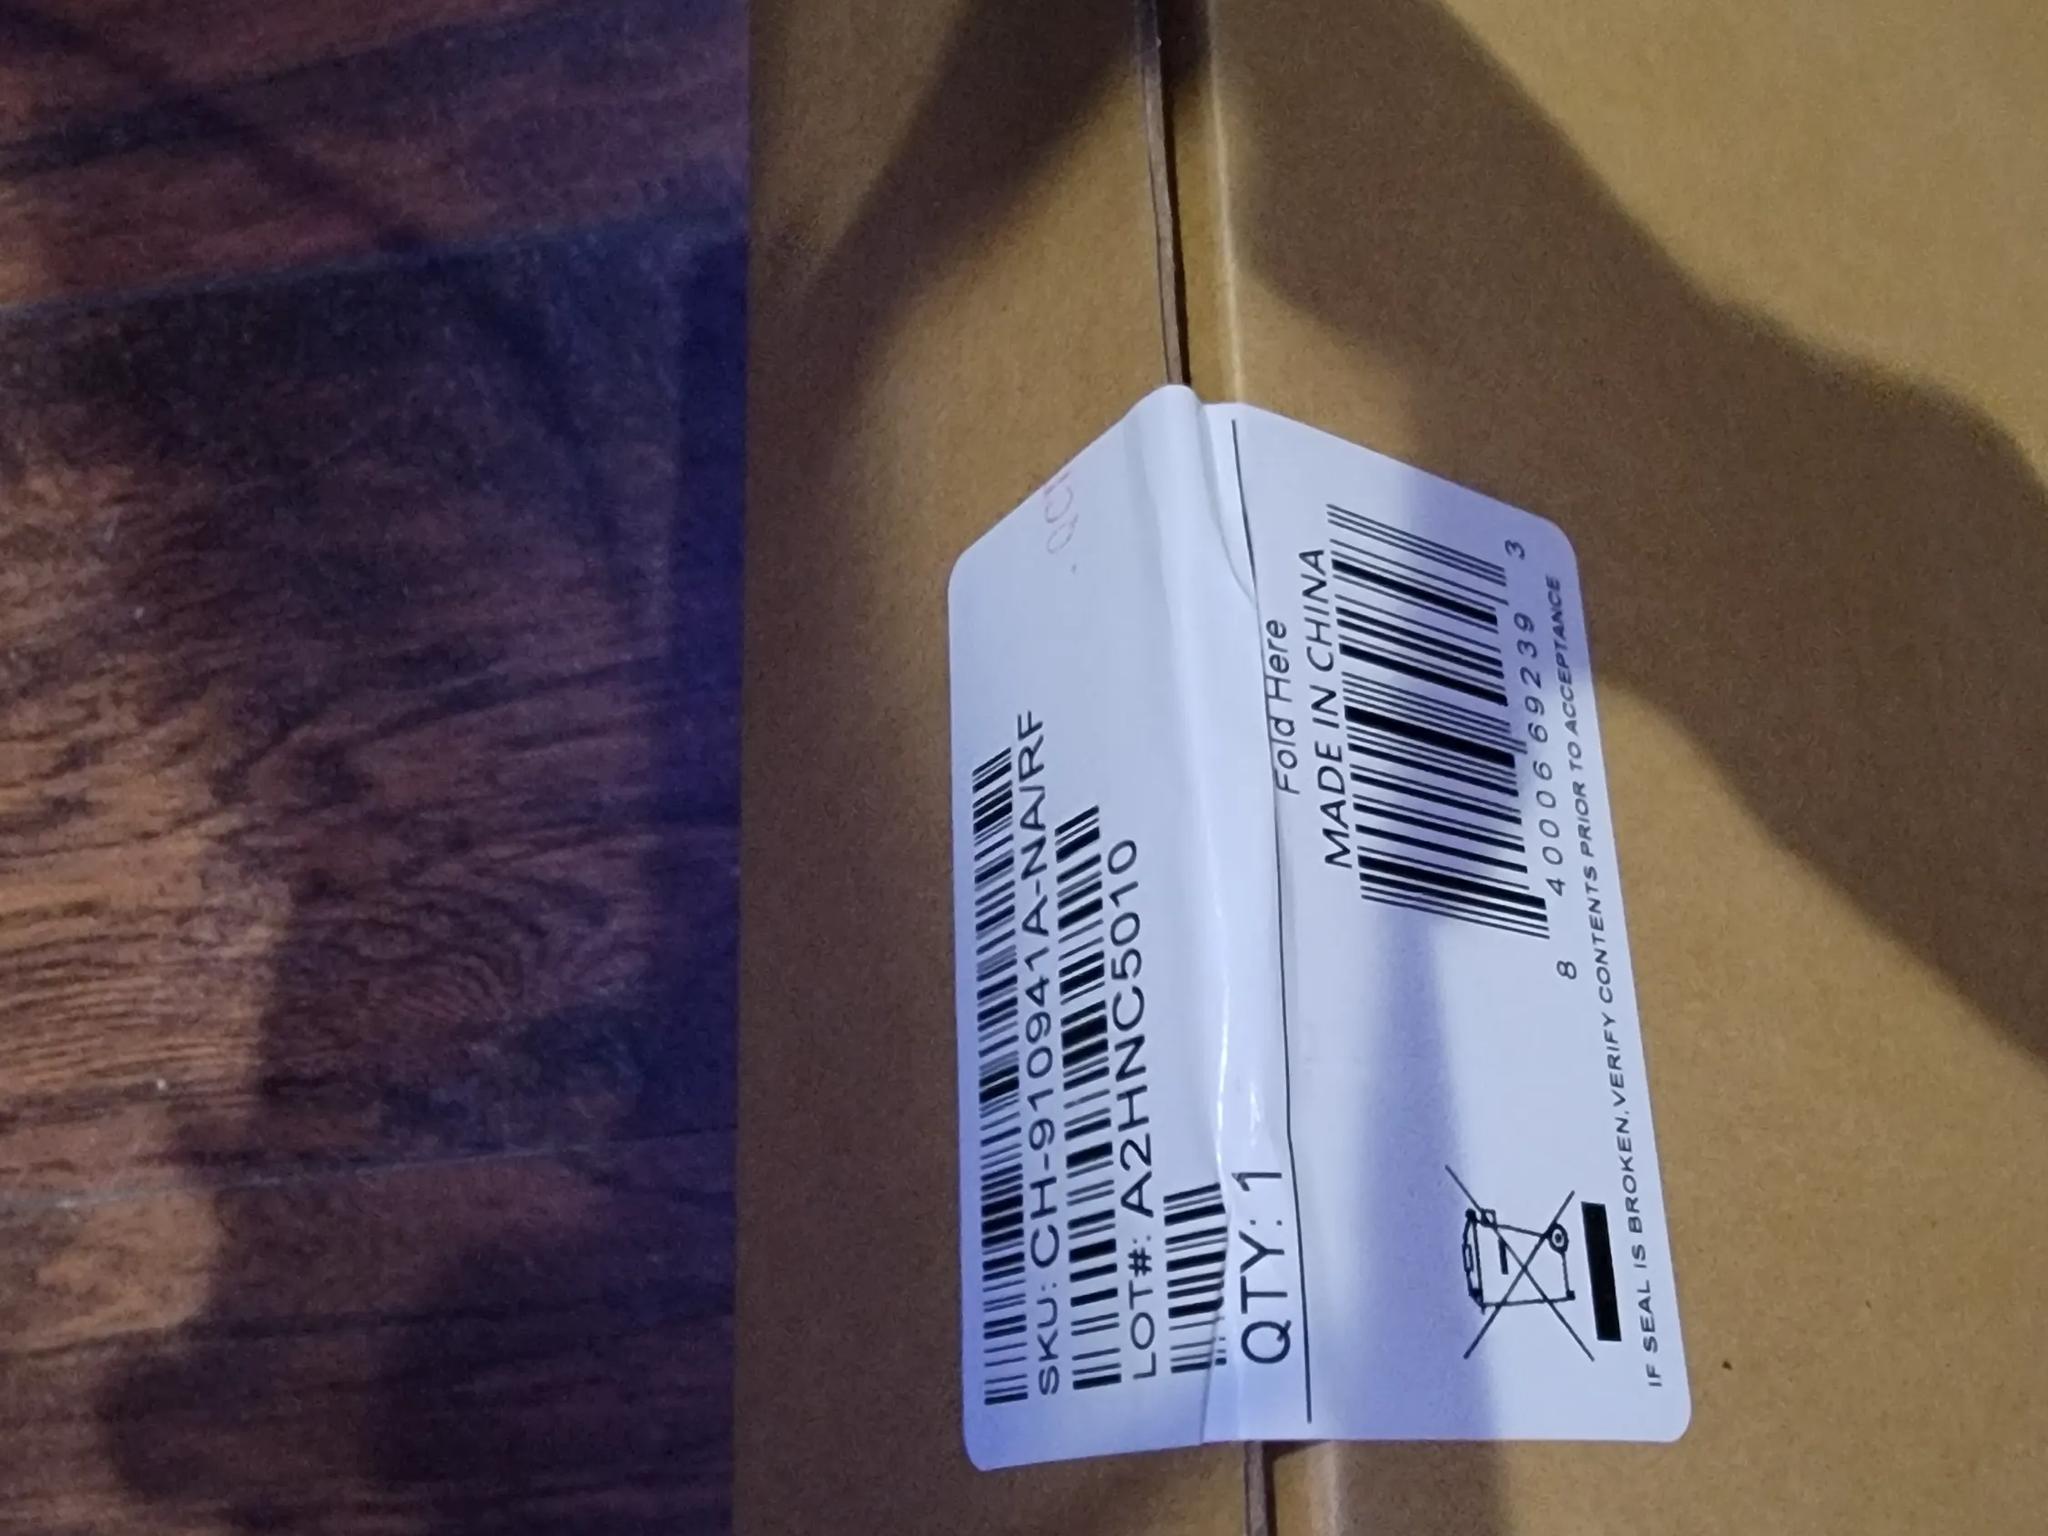 SKU: CH-910941A-NA/RF
LOT#: A2HNC5010
QTY: 1
Fold Here
MADE IN CHINA
8 40006 69239 3
IF SEAL IS BROKEN, VERIFY CONTENTS PRIOR TO ACCEPTANCE